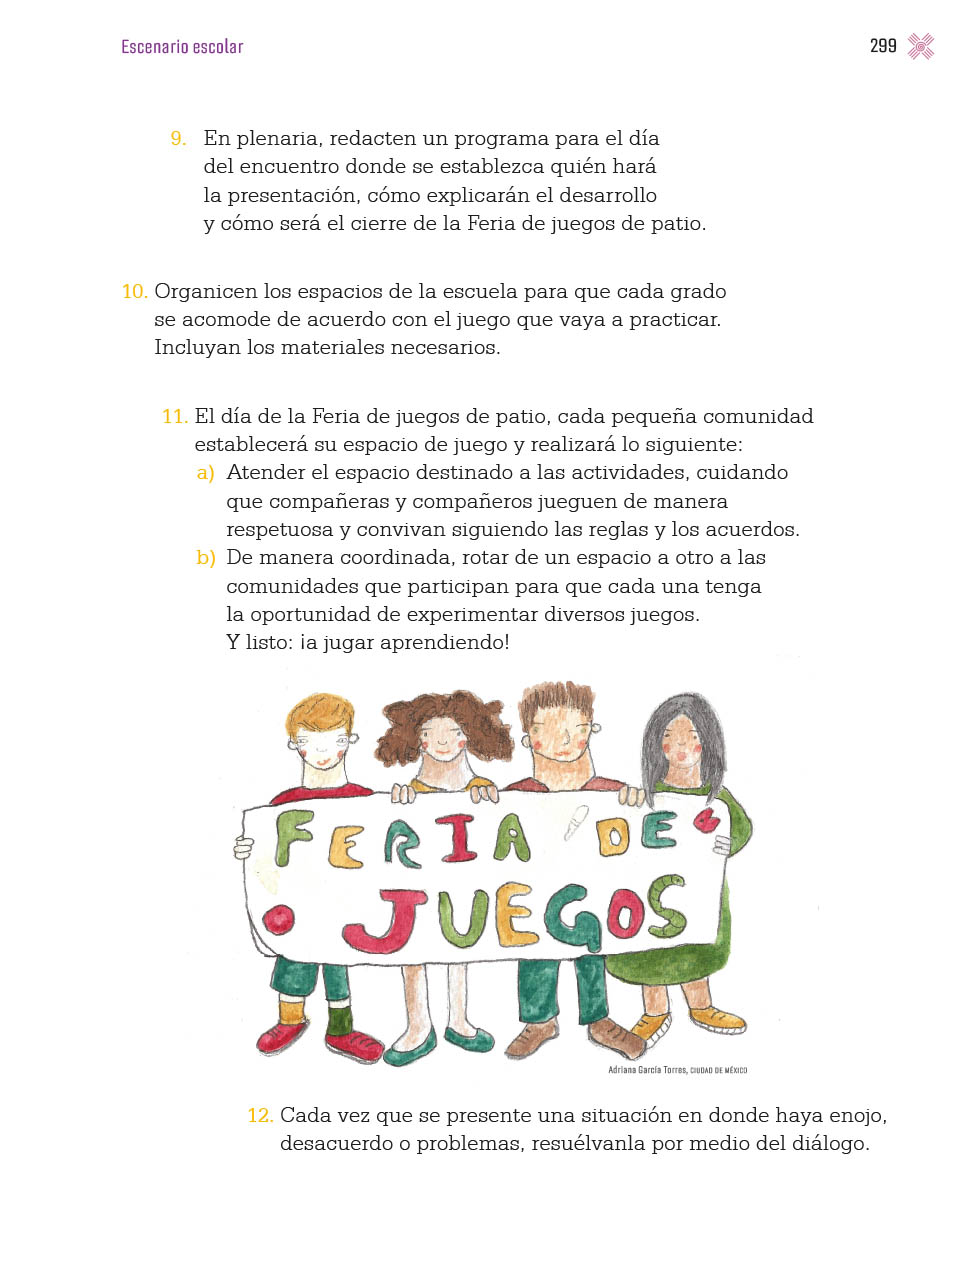 Escenario escolar
299
9. En plenaria, redacten un programa para el día
del encuentro donde se establezca quién hará
la presentación, cómo explicarán el desarrollo
y cómo será el cierre de la Feria de juegos de patio.
10. Organicen los espacios de la escuela para que cada grado
se acomode de acuerdo con el juego que vaya a practicar.
Incluyan los materiales necesarios.
11. El día de la Feria de juegos de patio, cada pequeña comunidad
establecerá su espacio de juego y realizará lo siguiente:
a) Atender el espacio destinado a las actividades, cuidando
que compañeras y compañeros jueguen de manera
respetuosa y convivan siguiendo las reglas y los acuerdos.
b) De manera coordinada, rotar de un espacio a otro a las
comunidades que participan para que cada una tenga
la oportunidad de experimentar diversos juegos.
Y listo: ¡a jugar aprendiendo!
FERIA DE
JUEGOS
Adriana García Torres, CIUDAD DE MÉXICO
12. Cada vez que se presente una situación en donde haya enojo,
desacuerdo o problemas, resuélvanla por medio del diálogo.